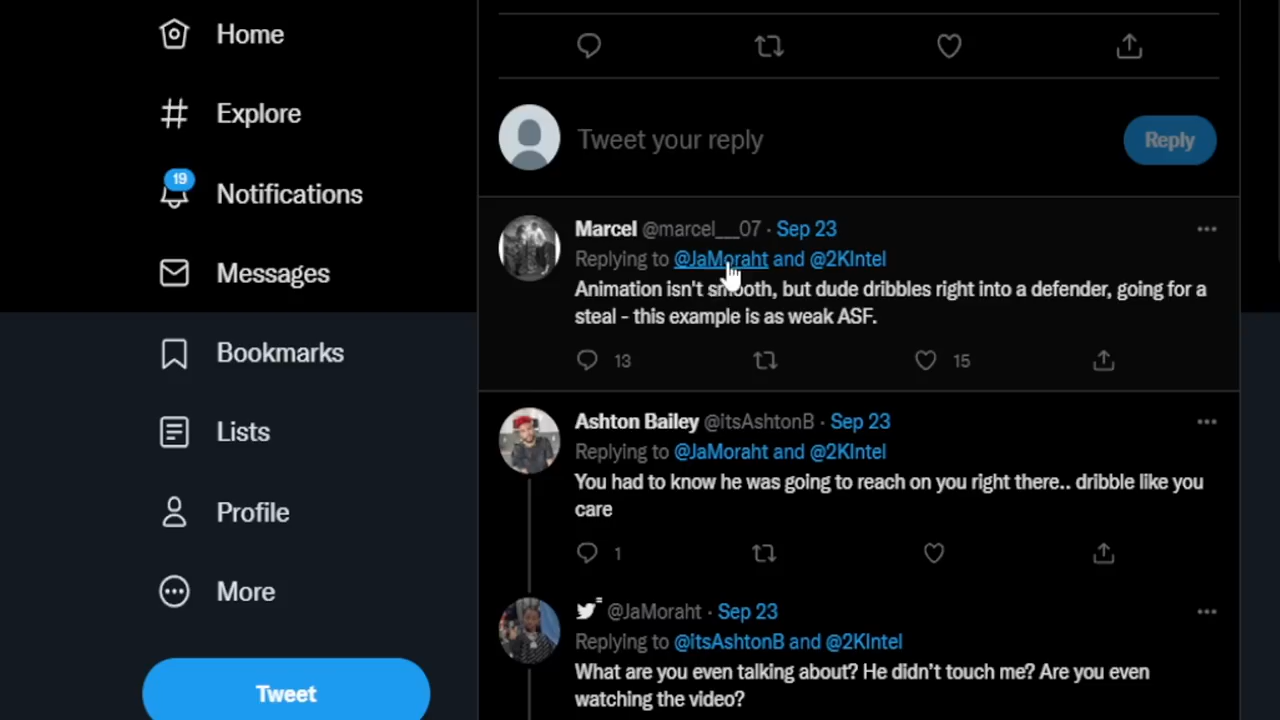 Home
Explore
19
Notifications
Messages
Bookmarks
Lists
Profile
More
Tweet
Tweet your reply
Reply
Marcel @marcel__07 · Sep 23
Replying to @JaMoraht and @2KIntel
Animation isn't smooth, but dude dribbles right into a defender, going for a
steal - this example is as weak ASF.
13 15
Ashton Bailey @itsAshtonB · Sep 23
Replying to @JaMoraht and @2KIntel
You had to know he was going to reach on you right there.. dribble like you
care
1
@JaMoraht · Sep 23
Replying to @itsAshtonB and @2KIntel
What are you even talking about? He didn’t touch me? Are you even
watching the video?